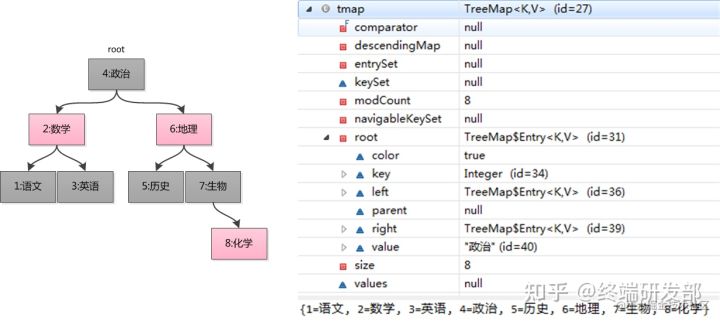 root
4:政治
2:数学
6:地理
1:语文
3:英语
5:历史
7:生物
8:化学
tmap TreeMap<K,V> (id=27)
comparator null
descendingMap null
entrySet null
keySet null
modCount 8
navigableKeySet null
root TreeMap$Entry<K,V> (id=31)
color true
key Integer (id=34)
left TreeMap$Entry<K,V> (id=36)
parent null
right TreeMap$Entry<K,V> (id=39)
value "政治" (id=40)
size 8
values null
知乎 @终端研发部
{1=语文, 2=数学, 3=英语, 4=政治, 5=历史, 6=地理, 7=生物, 8=化学}